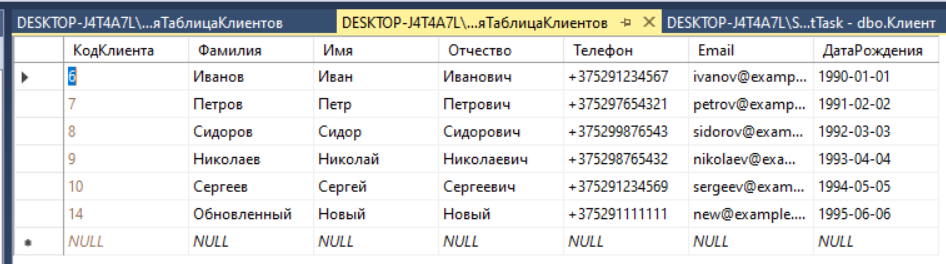 DESKTOP-J4T4A7L\...яТаблицаКлиентов DESKTOP-J4T4A7L\...яТаблицаКлиентов DESKTOP-J4T4A7L\S...tTask - dbo.Клиент
КодКлиента Фамилия Имя Отчество Телефон Email ДатаРождения
6 Иванов Иван Иванович +375291234567 ivanov@examp... 1990-01-01
7 Петров Петр Петрович +375297654321 petrov@examp... 1991-02-02
8 Сидоров Сидор Сидорович +375299876543 sidorov@exam... 1992-03-03
9 Николаев Николай Николаевич +375298765432 nikolaev@exa... 1993-04-04
10 Сергеев Сергей Сергеевич +375291234569 sergeev@exam... 1994-05-05
14 Обновленный Новый Новый +375291111111 new@example.... 1995-06-06
NULL NULL NULL NULL NULL NULL NULL